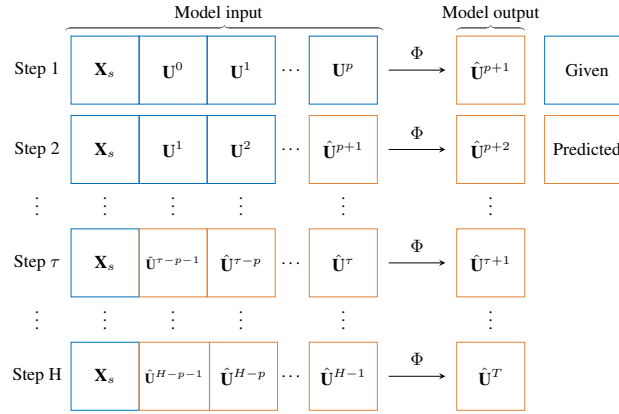 Model input Model output
Step 1 X_s U^0 U^1 ··· U^p Φ Û^{p+1} Given
Step 2 X_s U^1 U^2 ··· Û^{p+1} Φ Û^{p+2} Predicted
⋮ ⋮ ⋮ ⋮ ⋮ ⋮
Step τ X_s Û^{τ−p−1} Û^{τ−p} ··· Û^τ Φ Û^{τ+1}
⋮ ⋮ ⋮ ⋮ ⋮ ⋮
Step H X_s Û^{H−p−1} Û^{H−p} ··· Û^{H−1} Φ Û^T